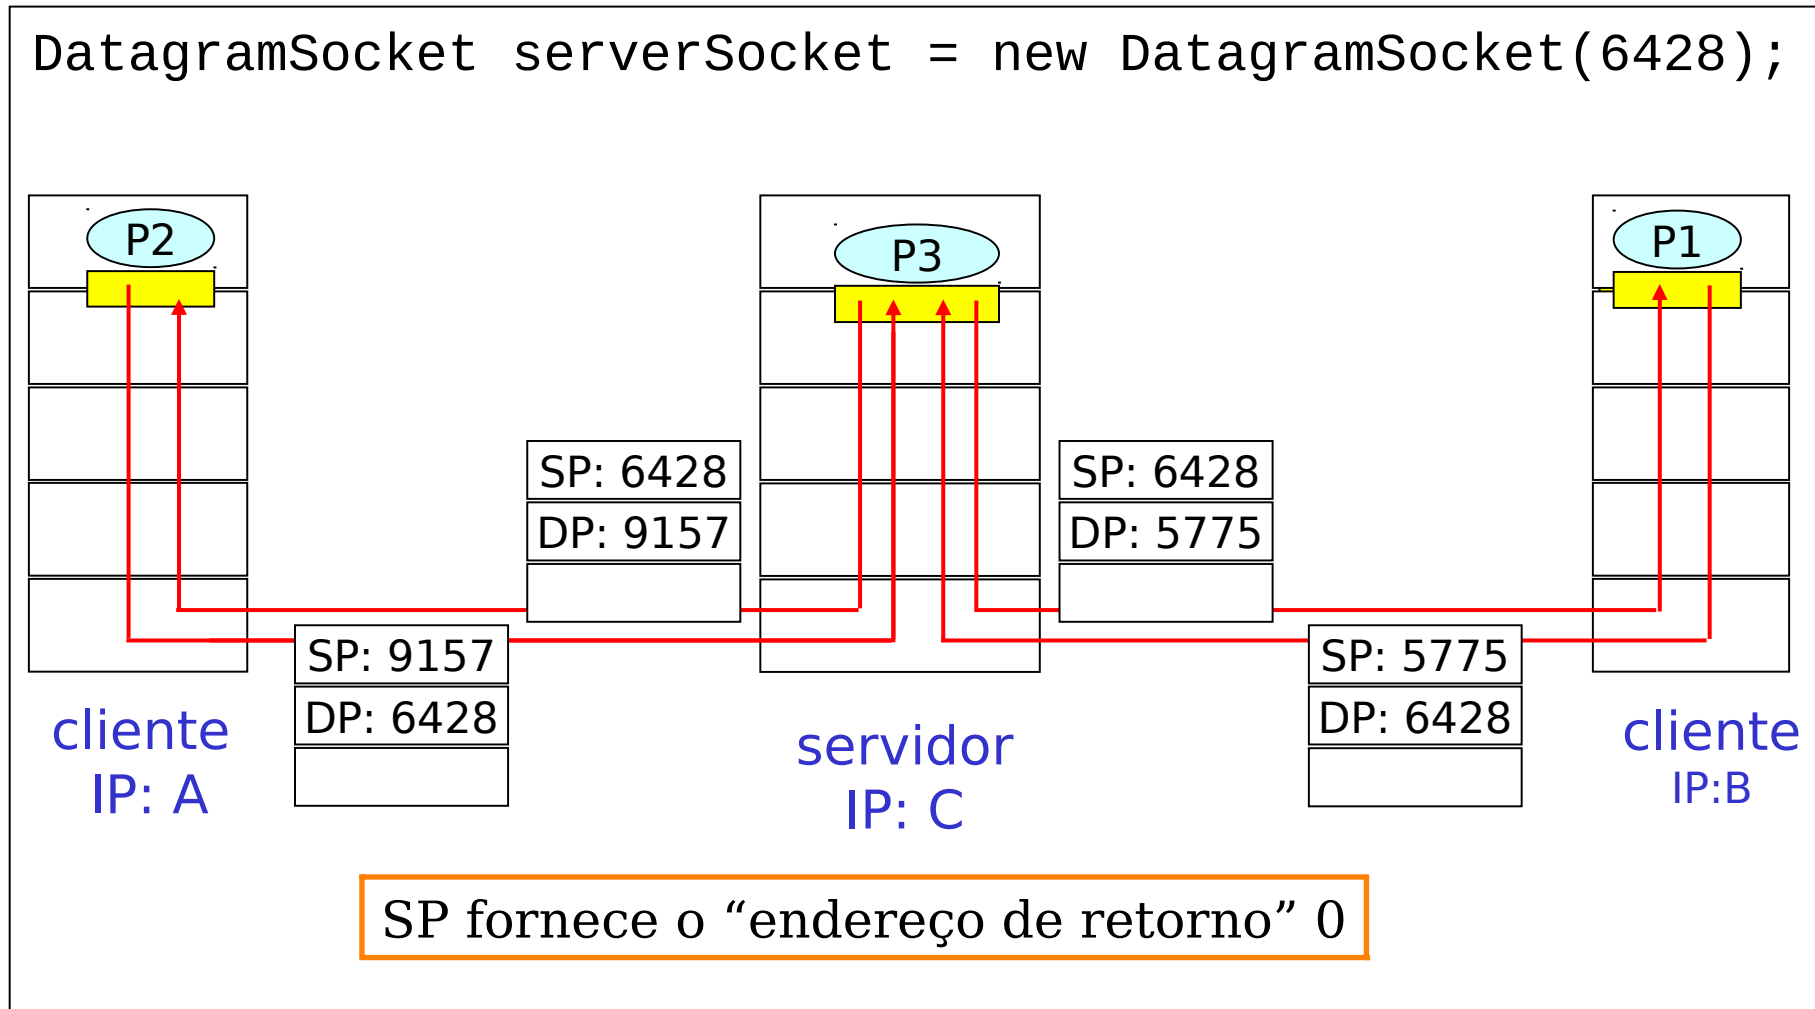 DatagramSocket serverSocket = new DatagramSocket(6428);
P2
P3
P1
SP: 6428
DP: 9157
SP: 6428
DP: 5775
SP: 9157
DP: 6428
SP: 5775
DP: 6428
cliente
IP: A
servidor
IP: C
cliente
IP:B
SP fornece o “endereço de retorno” 0